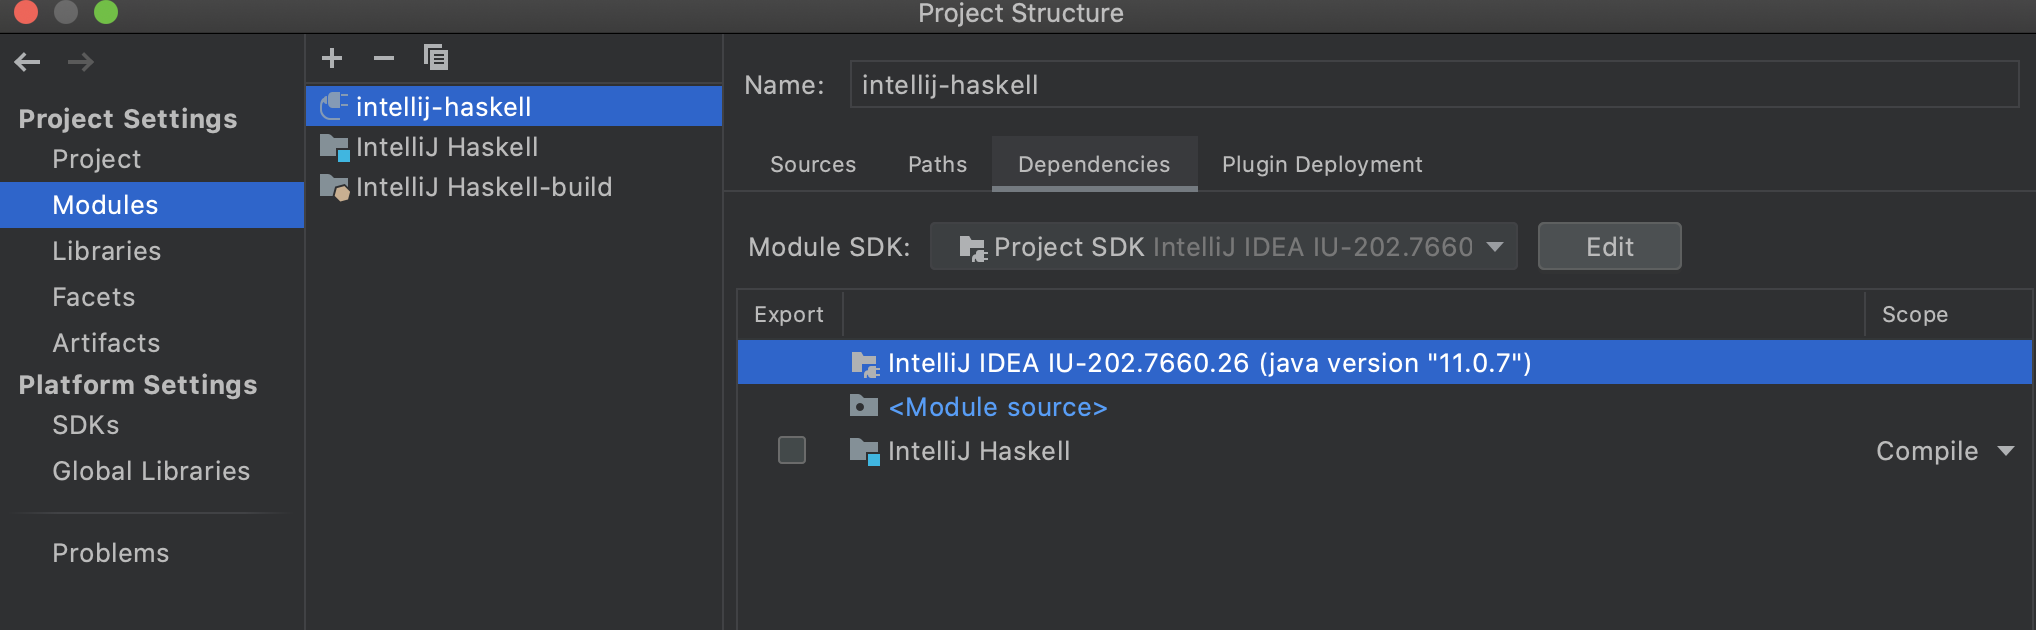 Project Structure
Project Settings
Project
Modules
Libraries
Facets
Artifacts
Platform Settings
SDKs
Global Libraries
Problems
intellij-haskell
IntelliJ Haskell
IntelliJ Haskell-build
Name: intellij-haskell
Sources Paths Dependencies Plugin Deployment
Module SDK: Project SDK IntelliJ IDEA IU-202.7660 Edit
Export Scope
IntelliJ IDEA IU-202.7660.26 (java version "11.0.7")
<Module source>
IntelliJ Haskell Compile